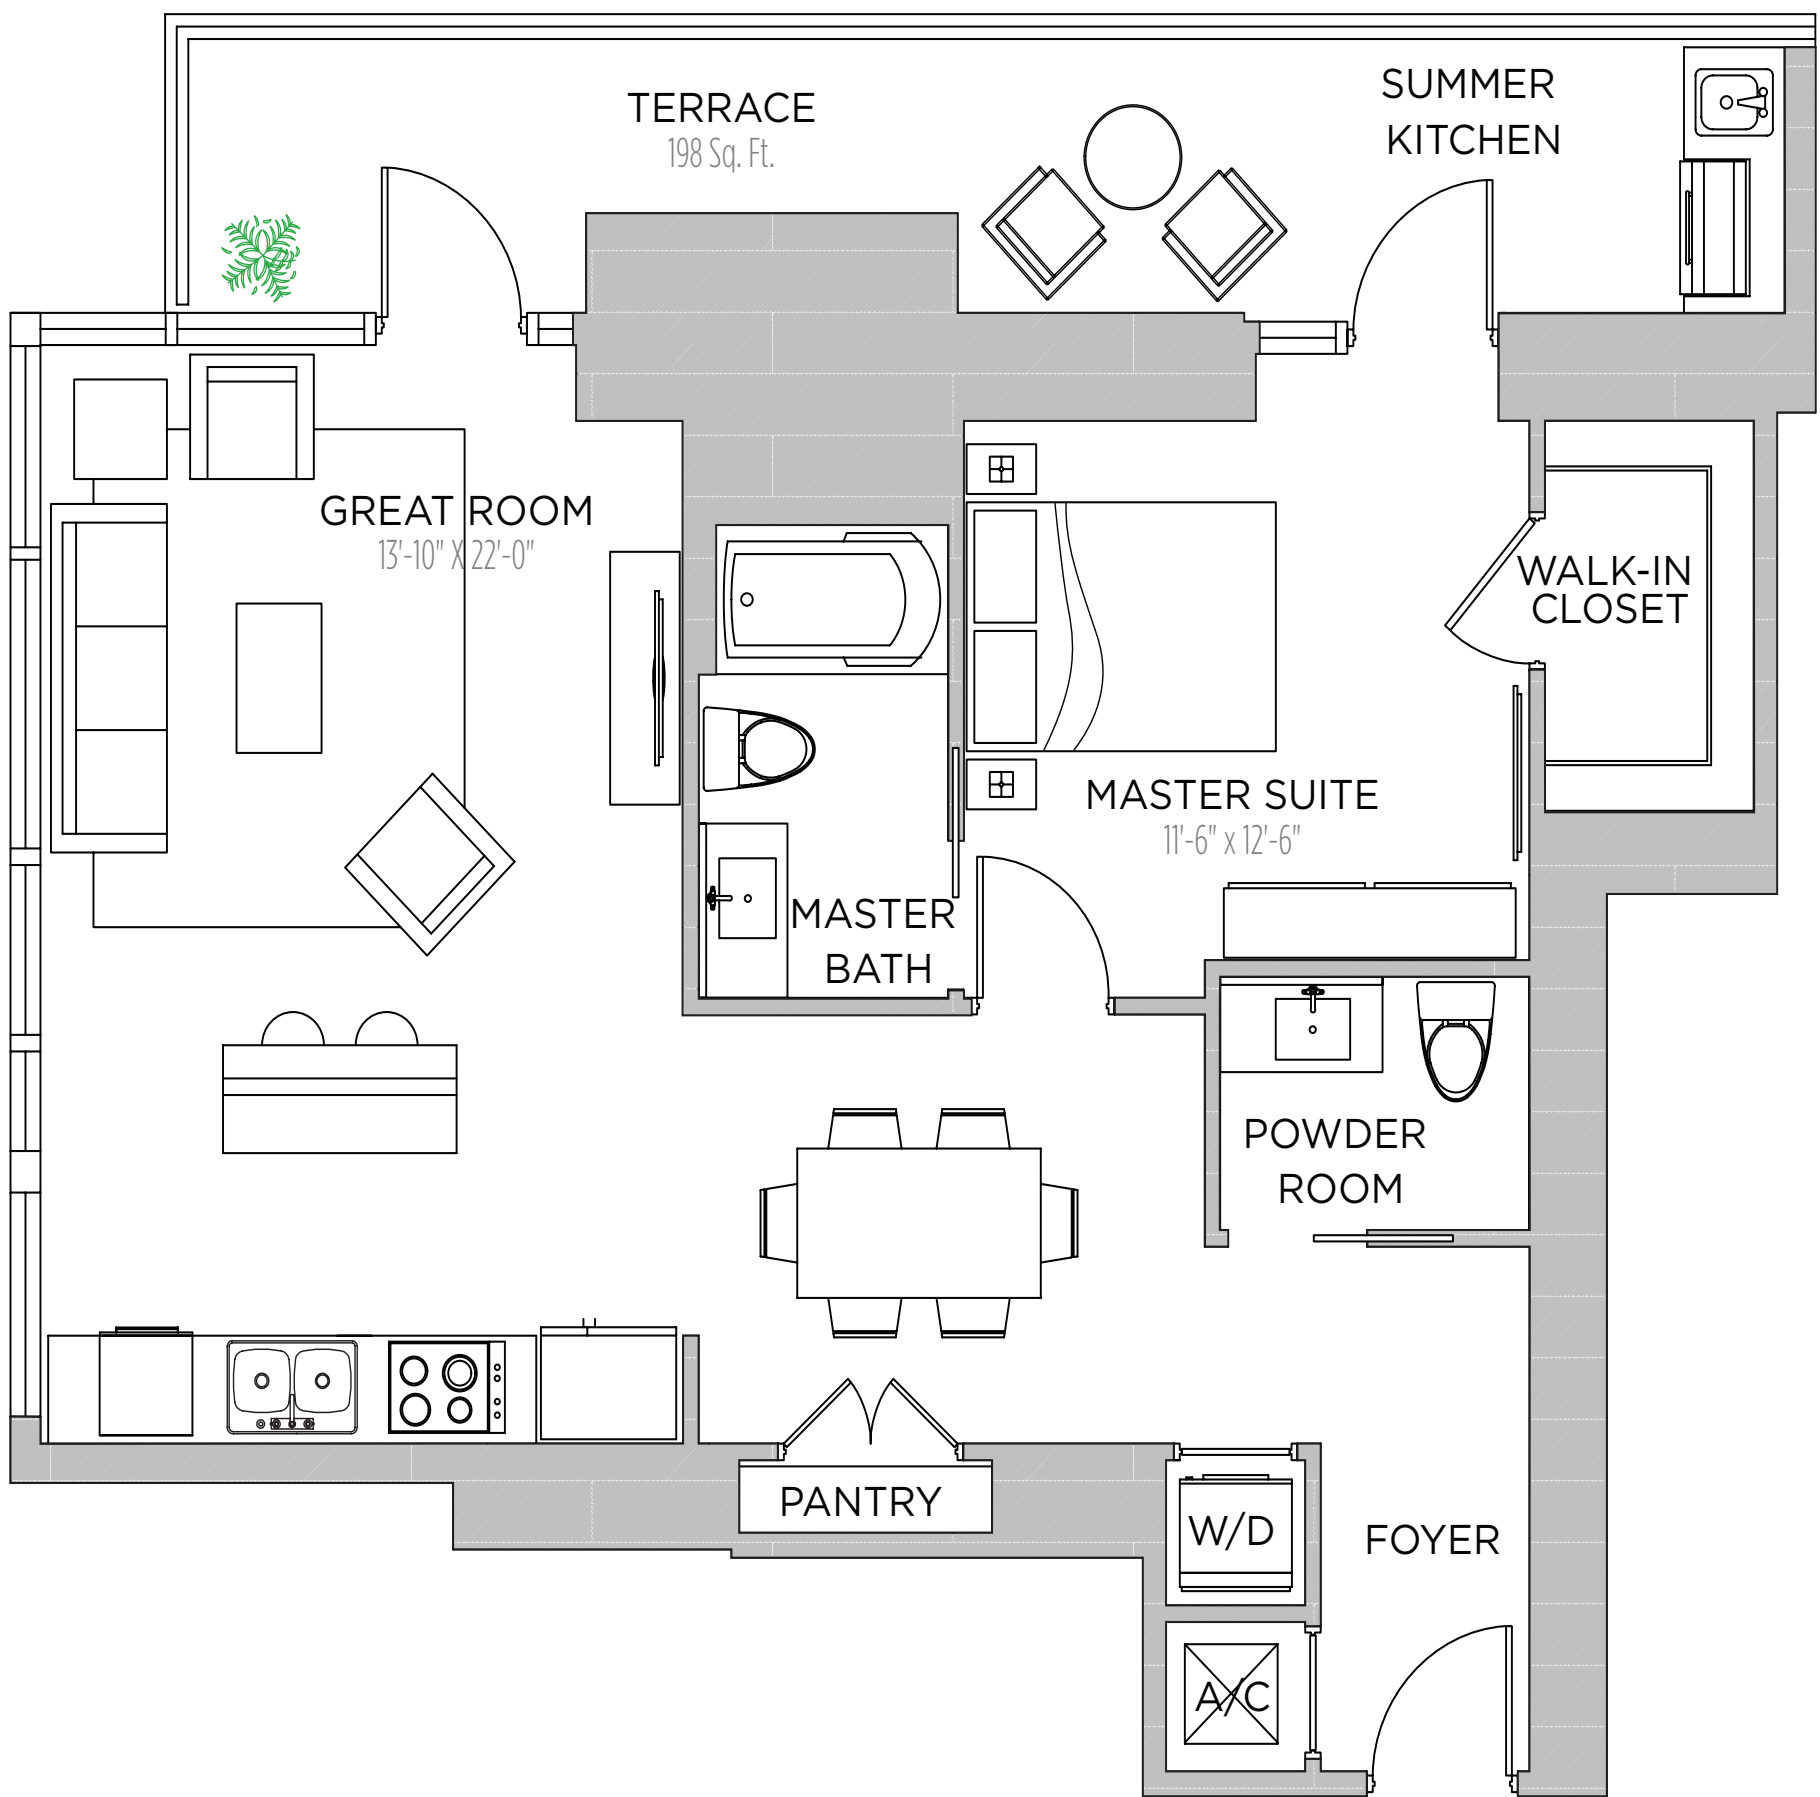 TERRACE
198 Sq. Ft.
SUMMER
KITCHEN
GREAT ROOM
13'-10" X 22'-0"
WALK-IN
CLOSET
MASTER SUITE
11'-6" x 12'-6"
MASTER
BATH
POWDER
ROOM
PANTRY
W/D
FOYER
A/C